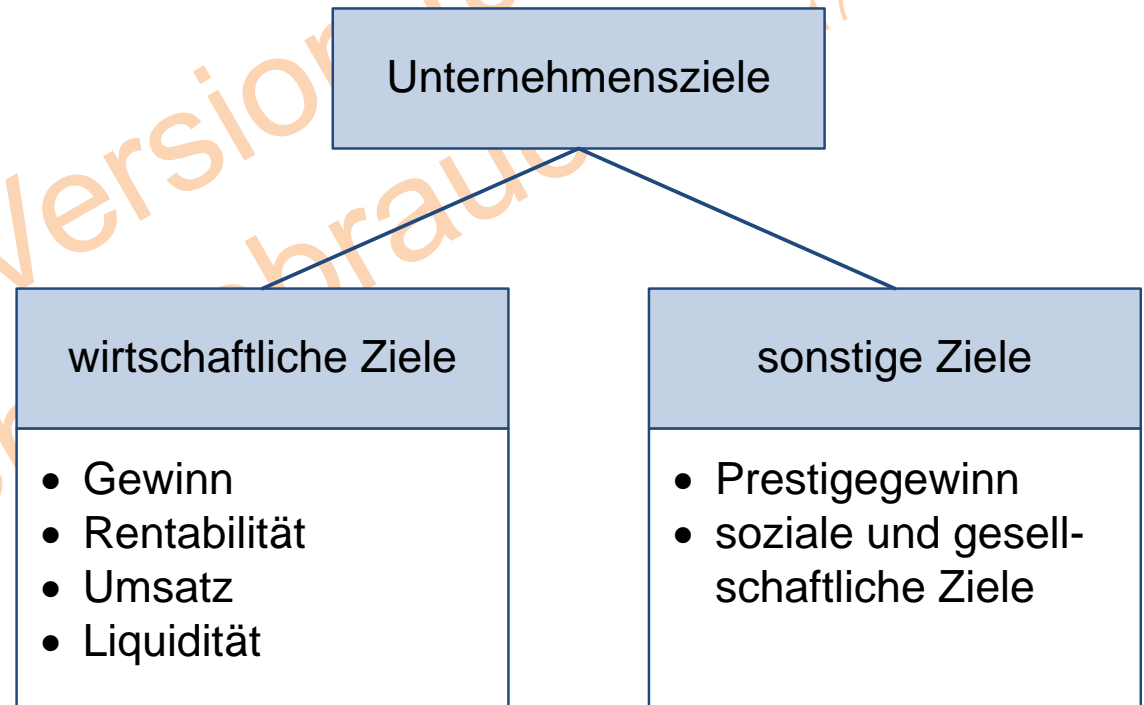 Unternehmensziele
wirtschaftliche Ziele
• Gewinn
• Rentabilität
• Umsatz
• Liquidität
sonstige Ziele
• Prestigegewinn
• soziale und gesell-
schaftliche Ziele